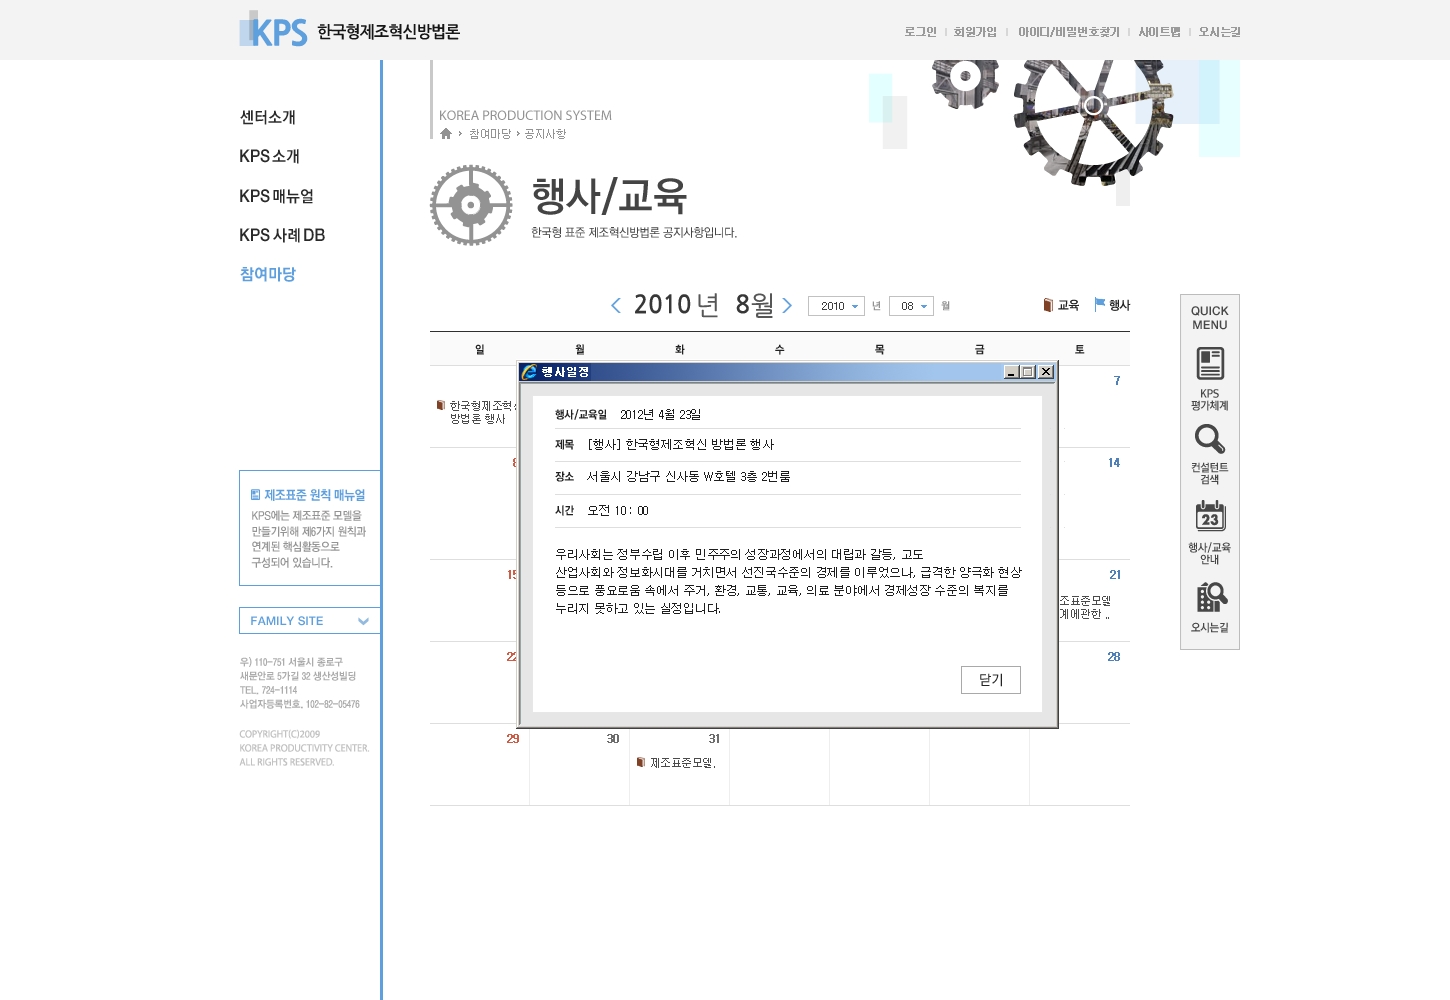 KPS 한국형제조혁신방법론
로그인 | 회원가입 | 아이디/비밀번호찾기 | 사이트맵 | 오시는길
센터소개
KPS 소개
KPS 매뉴얼
KPS 사례 DB
참여마당
제조표준 원칙 매뉴얼
KPS에는 제조표준 모델을
만들기위해 제6가지 원칙과
연계된 핵심활동으로
구성되어 있습니다.
FAMILY SITE
우) 110-751 서울시 종로구
새문안로 5가길 32 생산성빌딩
TEL. 724-1114
사업자등록번호. 102-82-05476
COPYRIGHT(C)2009
KOREA PRODUCTIVITY CENTER.
ALL RIGHTS RESERVED.
KOREA PRODUCTION SYSTEM
참여마당 > 공지사항
행사/교육
한국형 표준 제조혁신방법론 공지사항입니다.
2010년 8월 2010 년 08 월
교육 행사
일 월 화 수 목 금 토
7
한국형제조혁
방법론 행사
14
15 21
조표준모델
계에관한 ..
22 28
29 30 31
제조표준모델.
행사일정
행사/교육일 2012년 4월 23일
제목 [행사] 한국형제조혁신 방법론 행사
장소 서울시 강남구 신사동 W호텔 3층 2번룸
시간 오전 10 : 00
우리사회는 정부수립 이후 민주주의 성장과정에서의 대립과 갈등, 고도
산업사회와 정보화시대를 거치면서 선진국수준의 경제를 이루었으나, 급격한 양극화 현상
등으로 풍요로움 속에서 주거, 환경, 교통, 교육, 의료 분야에서 경제성장 수준의 복지를
누리지 못하고 있는 실정입니다.
닫기
QUICK
MENU
KPS
평가체계
컨설턴트
검색
23
행사/교육
안내
오시는길